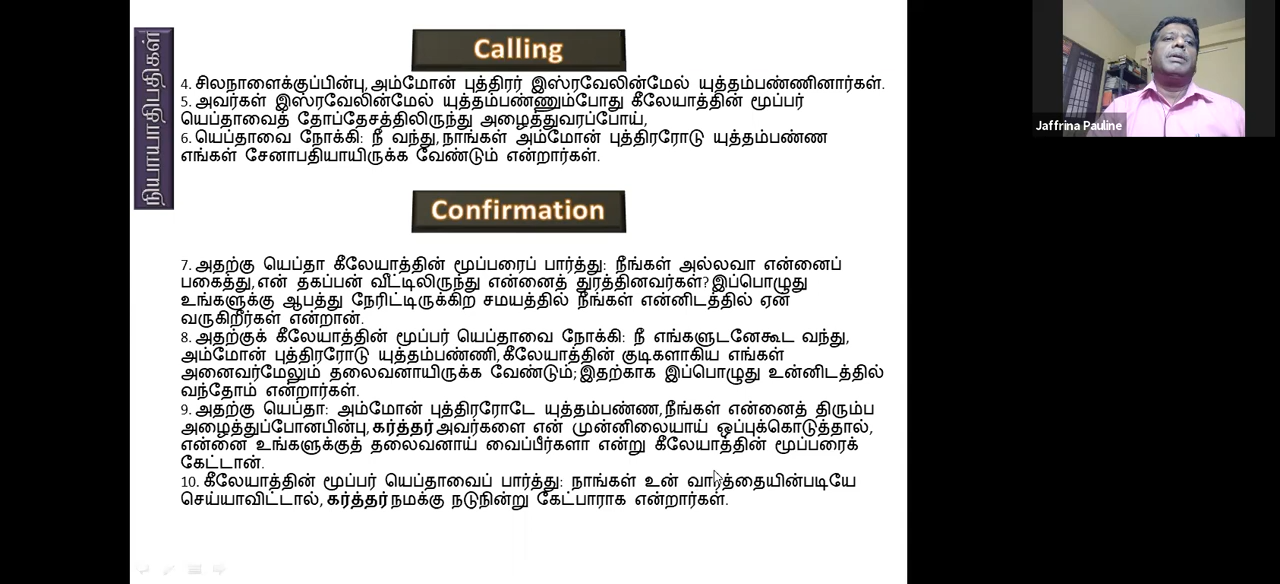 நியாயாதிபதிகள்
Calling
4. சிலநாளைக்குப்பின்பு, அம்மோன் புத்திரர் இஸ்ரவேலின்மேல் யுத்தம்பண்ணினார்கள்.
5. அவர்கள் இஸ்ரவேலின்மேல் யுத்தம்பண்ணும்போது கீலேயாத்தின் மூப்பர்
யெப்தாவைத் தோப்தேசத்திலிருந்து அழைத்துவரப்போய்,
6. யெப்தாவை நோக்கி: நீ வந்து, நாங்கள் அம்மோன் புத்திரரோடு யுத்தம்பண்ண
எங்கள் சேனாபதியாயிருக்க வேண்டும் என்றார்கள்.
Confirmation
7. அதற்கு யெப்தா கீலேயாத்தின் மூப்பரைப் பார்த்து: நீங்கள் அல்லவா என்னைப்
பகைத்து, என் தகப்பன் வீட்டிலிருந்து என்னைத் துரத்தினவர்கள்? இப்பொழுது
உங்களுக்கு ஆபத்து நேரிட்டிருக்கிற சமயத்தில் நீங்கள் என்னிடத்தில் ஏன்
வருகிறீர்கள் என்றான்.
8. அதற்குக் கீலேயாத்தின் மூப்பர் யெப்தாவை நோக்கி: நீ எங்களுடனேகூட வந்து,
அம்மோன் புத்திரரோடு யுத்தம்பண்ணி, கீலேயாத்தின் குடிகளாகிய எங்கள்
அனைவர்மேலும் தலைவனாயிருக்க வேண்டும்; இதற்காக இப்பொழுது உன்னிடத்தில்
வந்தோம் என்றார்கள்.
9. அதற்கு யெப்தா: அம்மோன் புத்திரரோடே யுத்தம்பண்ண, நீங்கள் என்னைத் திரும்ப
அழைத்துப்போனபின்பு, கர்த்தர் அவர்களை என் முன்னிலையாய் ஒப்புக்கொடுத்தால்,
என்னை உங்களுக்குத் தலைவனாய் வைப்பீர்களா என்று கீலேயாத்தின் மூப்பரைக்
கேட்டான்.
10. கீலேயாத்தின் மூப்பர் யெப்தாவைப் பார்த்து: நாங்கள் உன் வார்த்தையின்படியே
செய்யாவிட்டால், கர்த்தர் நமக்கு நடுநின்று கேட்பாராக என்றார்கள்.
Jaffrina Pauline